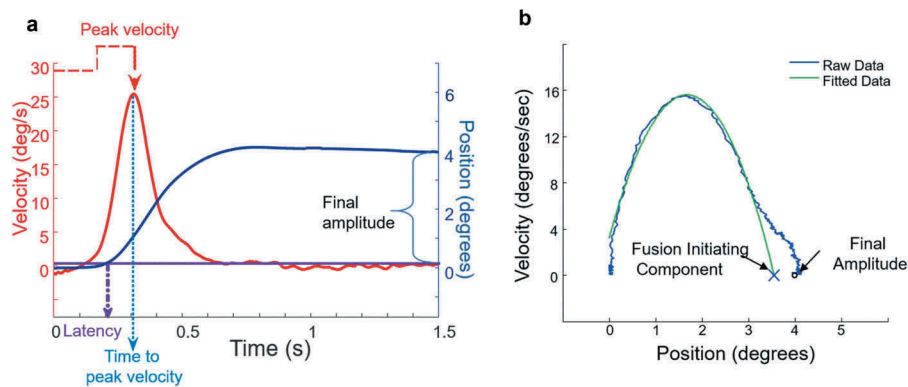 a
Peak velocity
30
25
20
15
10
5
0
Velocity (deg/s)
6
4
2
0
Position (degrees)
Final
amplitude
Latency
0
0.5
1.0
1.5
Time (s)
Time to
peak velocity
b
Raw Data
Fitted Data
16
12
8
4
0
Velocity (degrees/sec)
Fusion Initiating
Component
Final
Amplitude
0
1
2
3
4
5
Position (degrees)